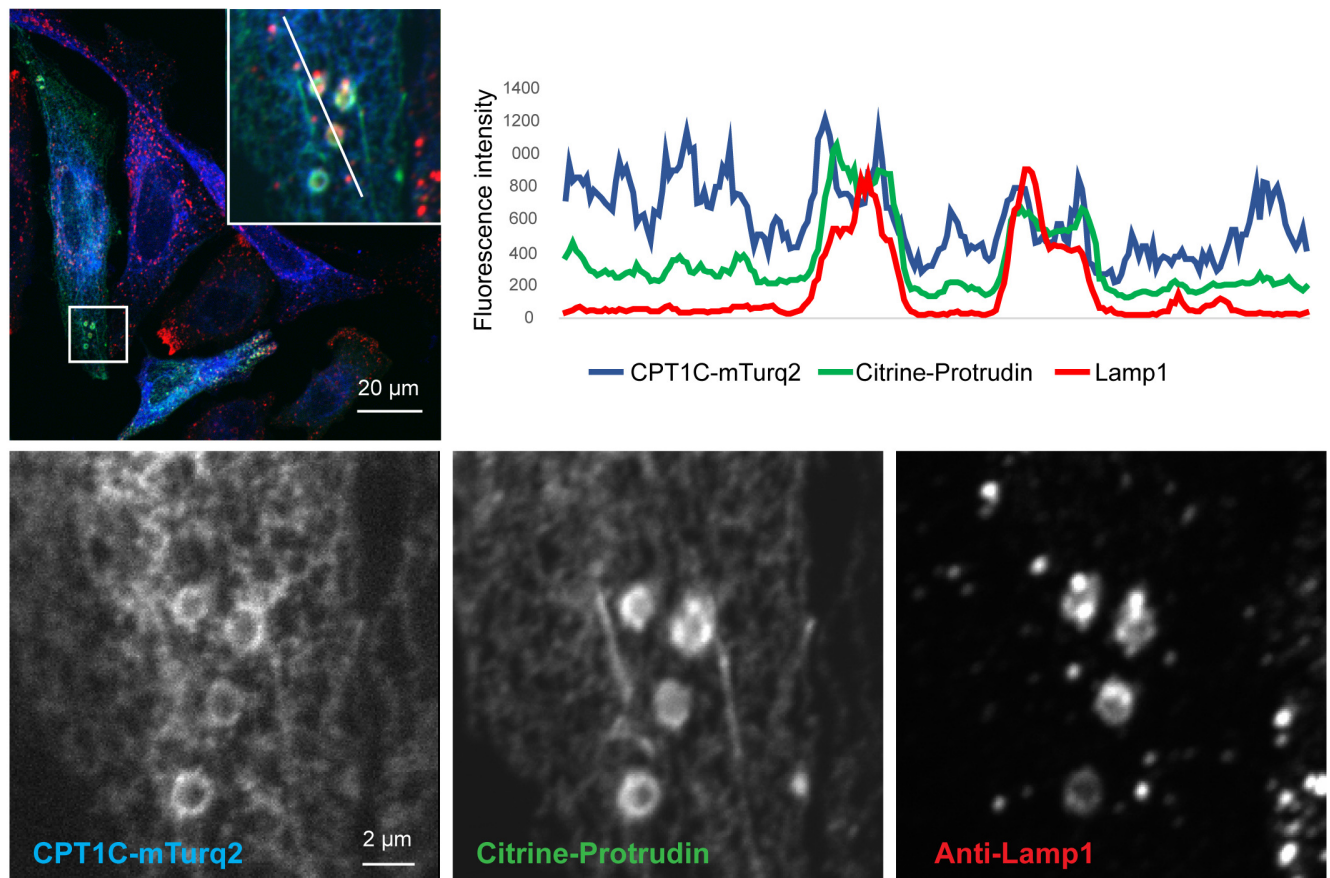 20 μm
Fluorescence intensity
1400
1200
000
800
600
400
200
0
CPT1C-mTurq2 Citrine-Protrudin Lamp1
CPT1C-mTurq2
2 μm
Citrine-Protrudin
Anti-Lamp1